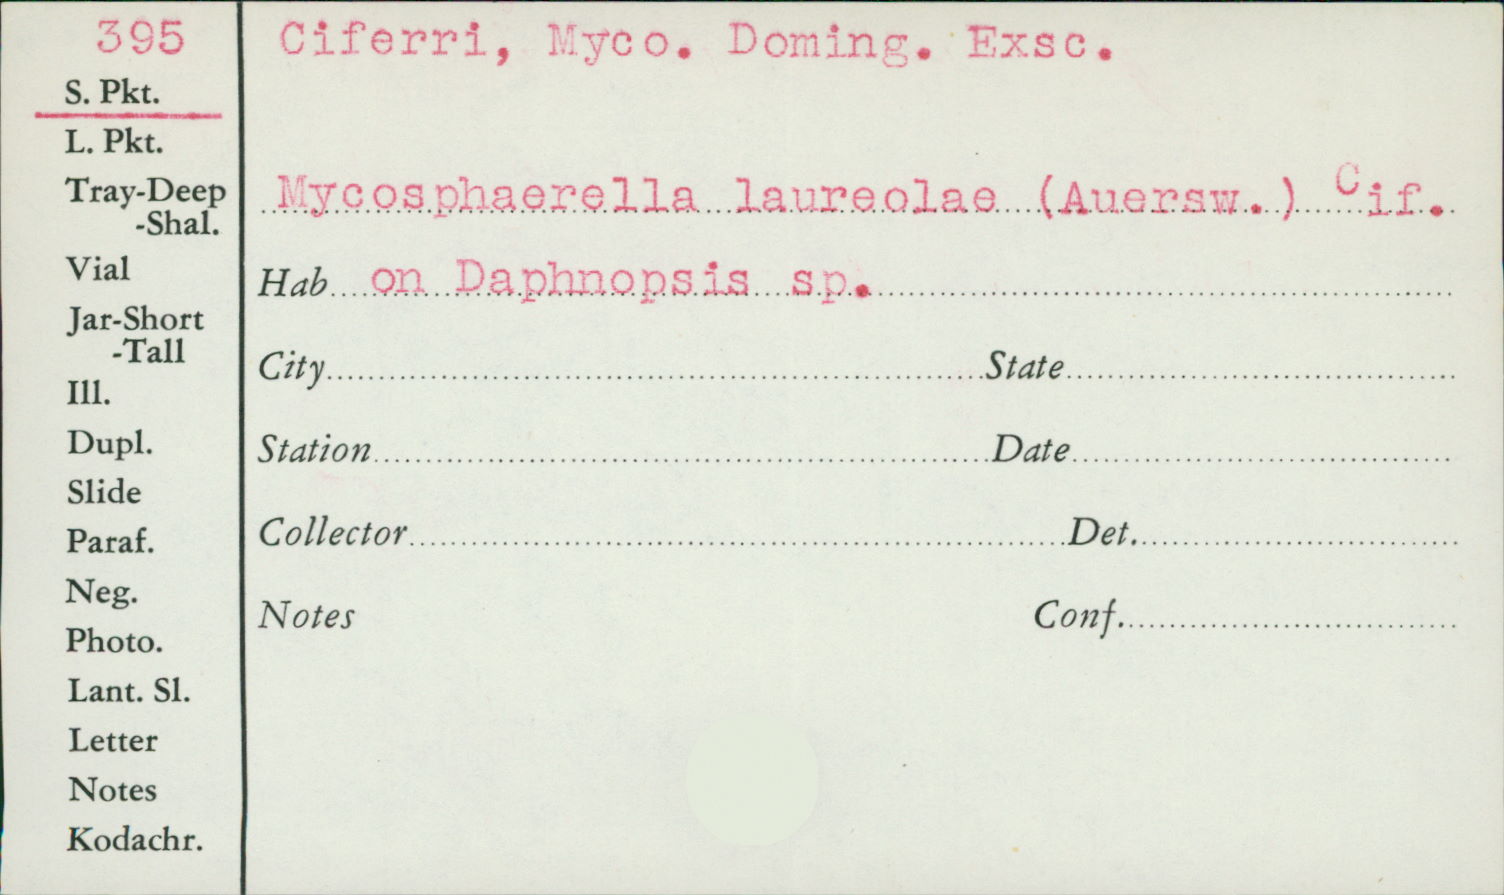 395
S. Pkt.
L. Pkt.
Tray-Deep
-Shal.
Vial
Jar-Short
-Tall
Ill.
Dupl.
Slide
Paraf.
Neg.
Photo.
Lant. Sl.
Letter
Notes
Kodachr.
Ciferri, Myco. Doming. Exsc.
Mycosphaerella laureolae (Auersw.) Cif.
Hab on Daphnopsis sp.
City State
Station Date
Collector Det.
Notes Conf.